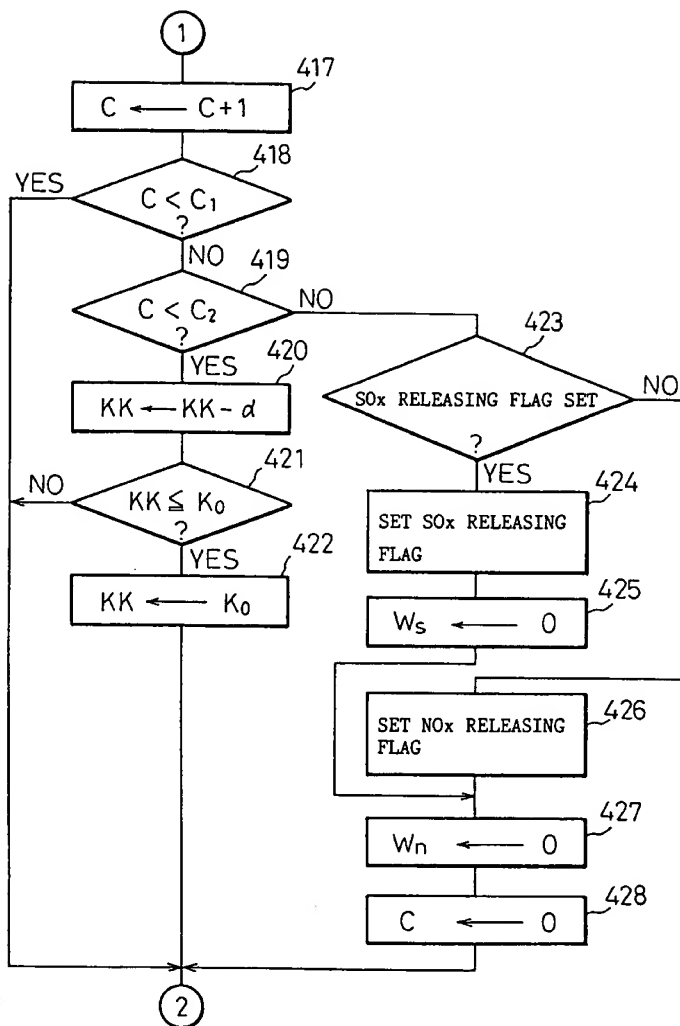 1
417
C ← C+1
418
YES
C < C₁
?
NO
419
C < C₂
NO
?
YES
423
420
KK ← KK-α
SOx RELEASING FLAG SET
NO
?
YES
421
NO
KK ≦ K₀
?
YES
424
SET SOx RELEASING
FLAG
422
KK ← K₀
425
Ws ← 0
426
SET NOx RELEASING
FLAG
427
Wn ← 0
428
C ← 0
2